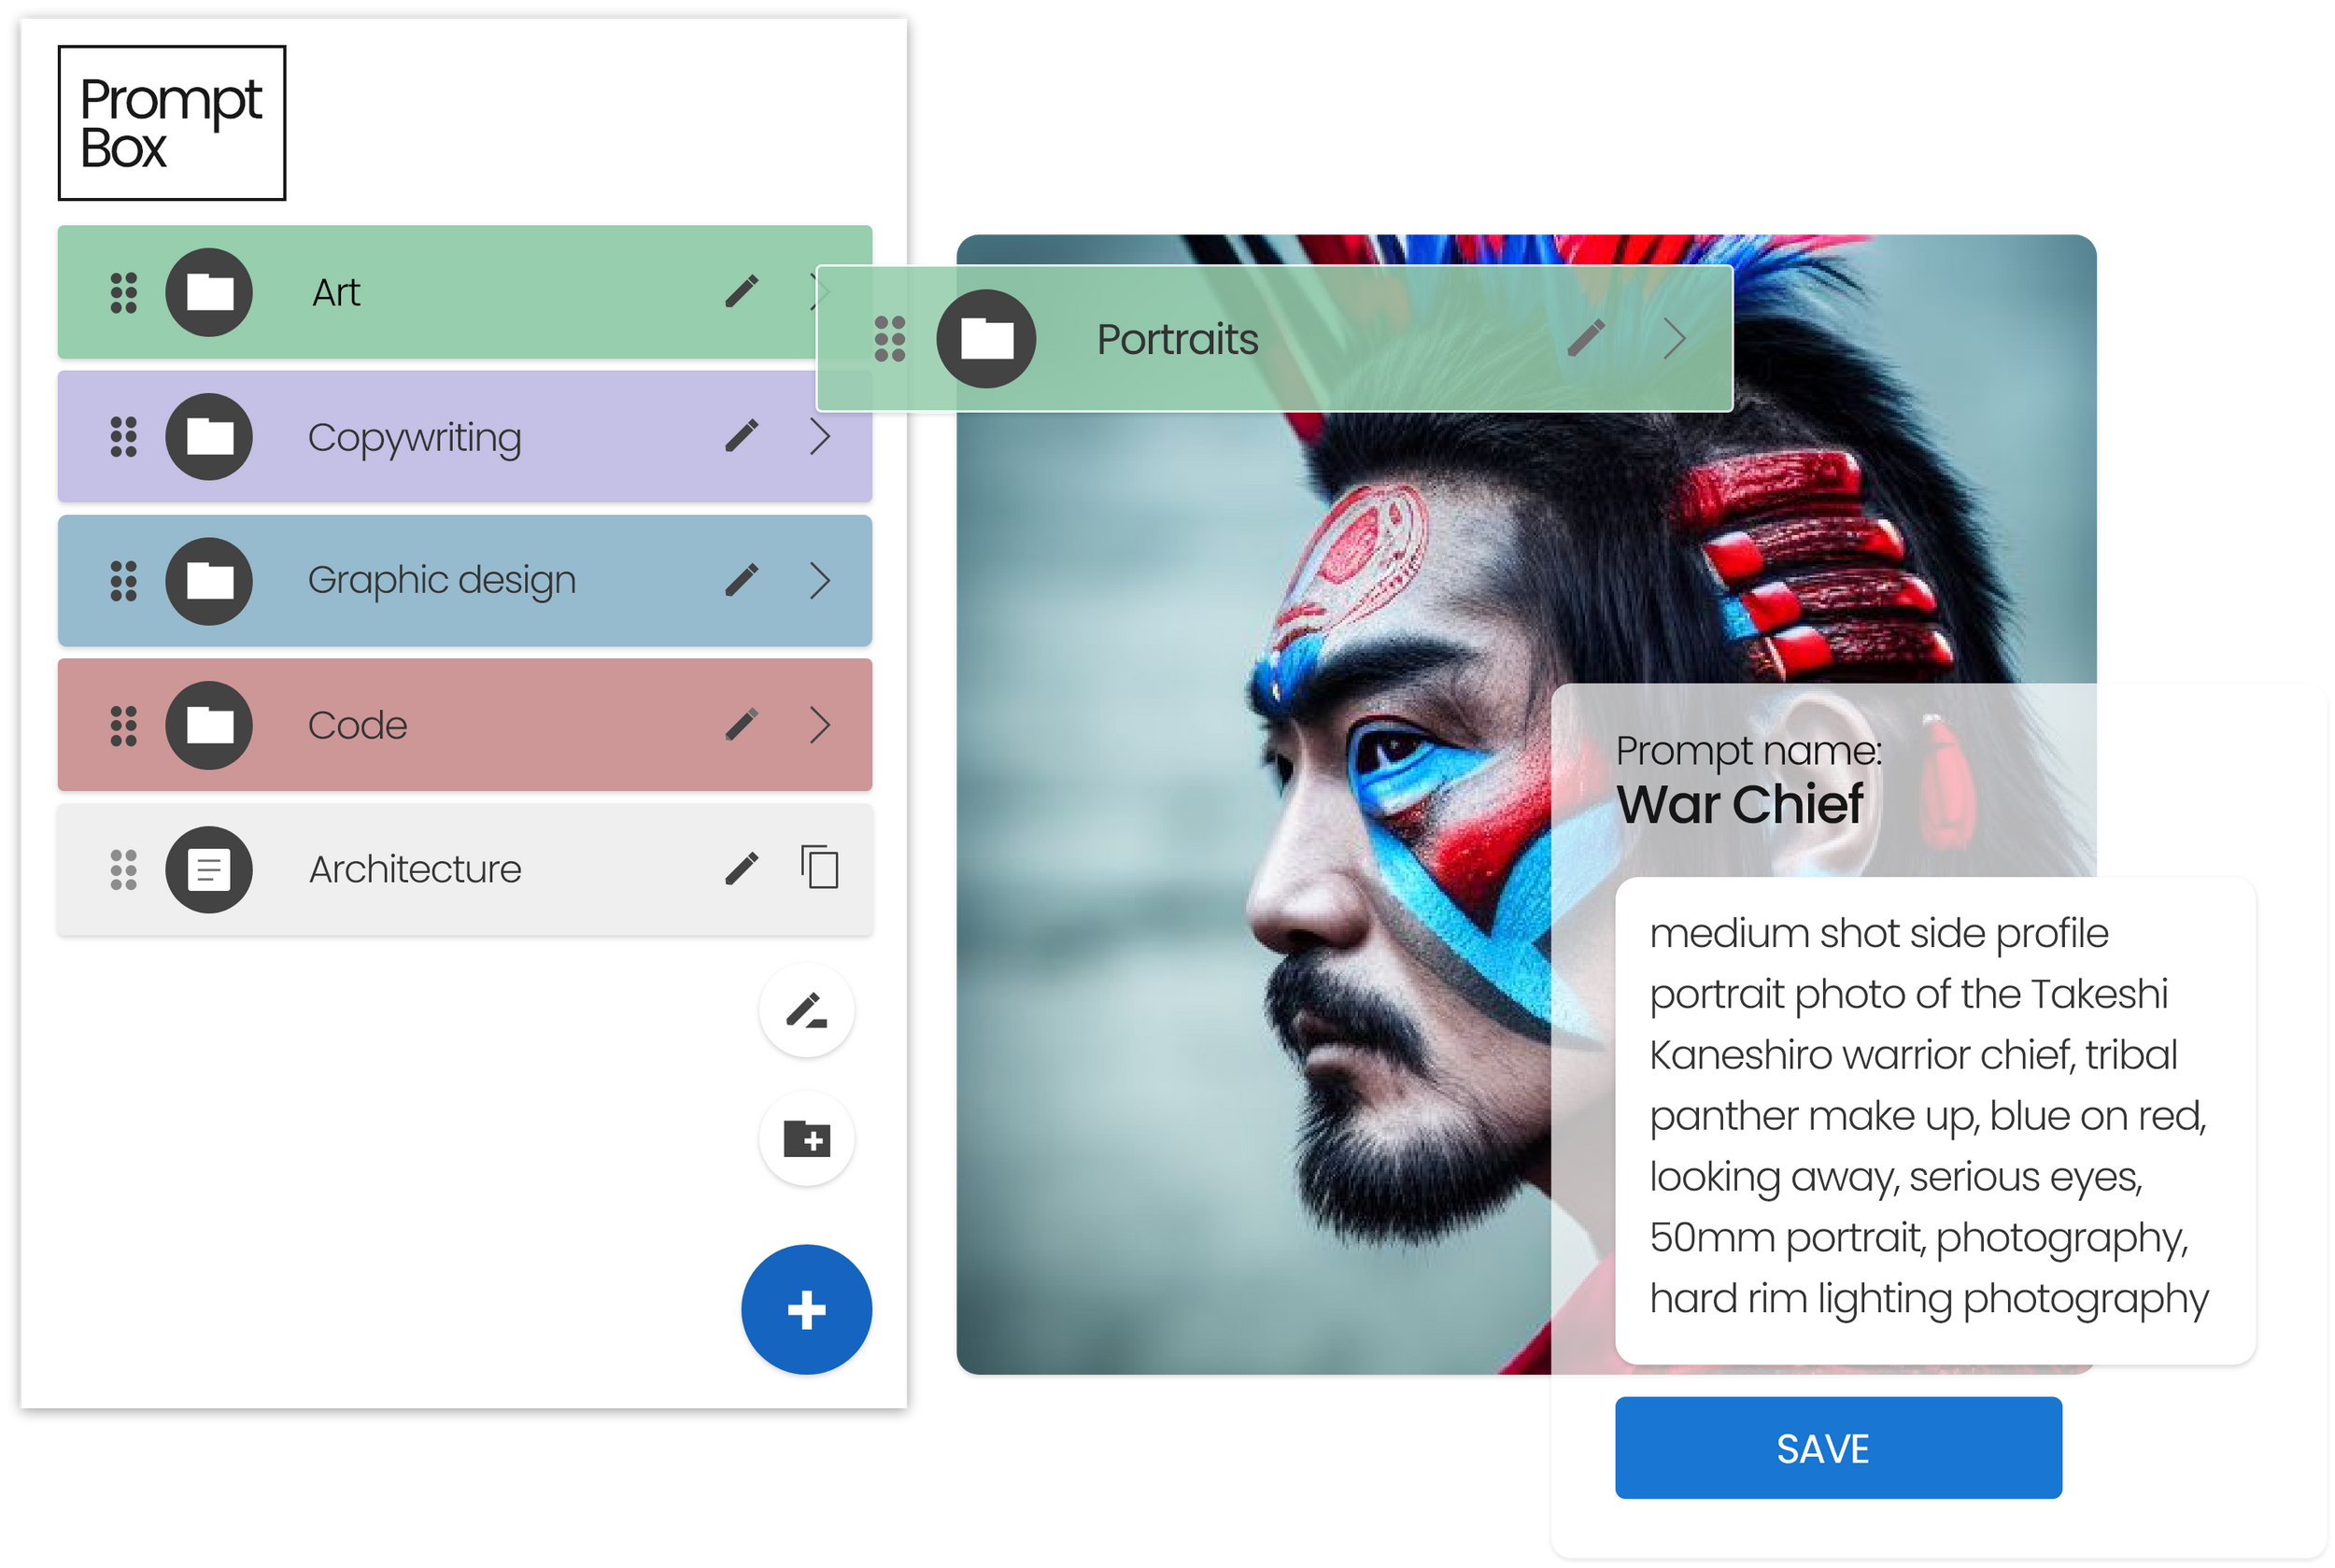 Prompt
Box
Art
Copywriting
Graphic design
Code
Architecture
Portraits
Prompt name:
War Chief
medium shot side profile
portrait photo of the Takeshi
Kaneshiro warrior chief, tribal
panther make up, blue on red,
looking away, serious eyes,
50mm portrait, photography,
hard rim lighting photography
SAVE